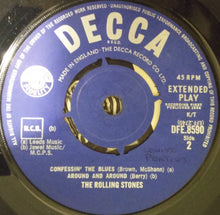 DECCA
MADE IN ENGLAND. THE DECCA RECORD CO. LTD
45 RPM
EXTENDED
PLAY
K/T
DFE.8590
Side
2
N.C.B. (b)
(a) Leeds Music
(b) Jewel Music/
M.C.P.S.
CONFESSIN' THE BLUES (Brown, McShann) (a)
AROUND AND AROUND (Berry) (b)
THE ROLLING STONES